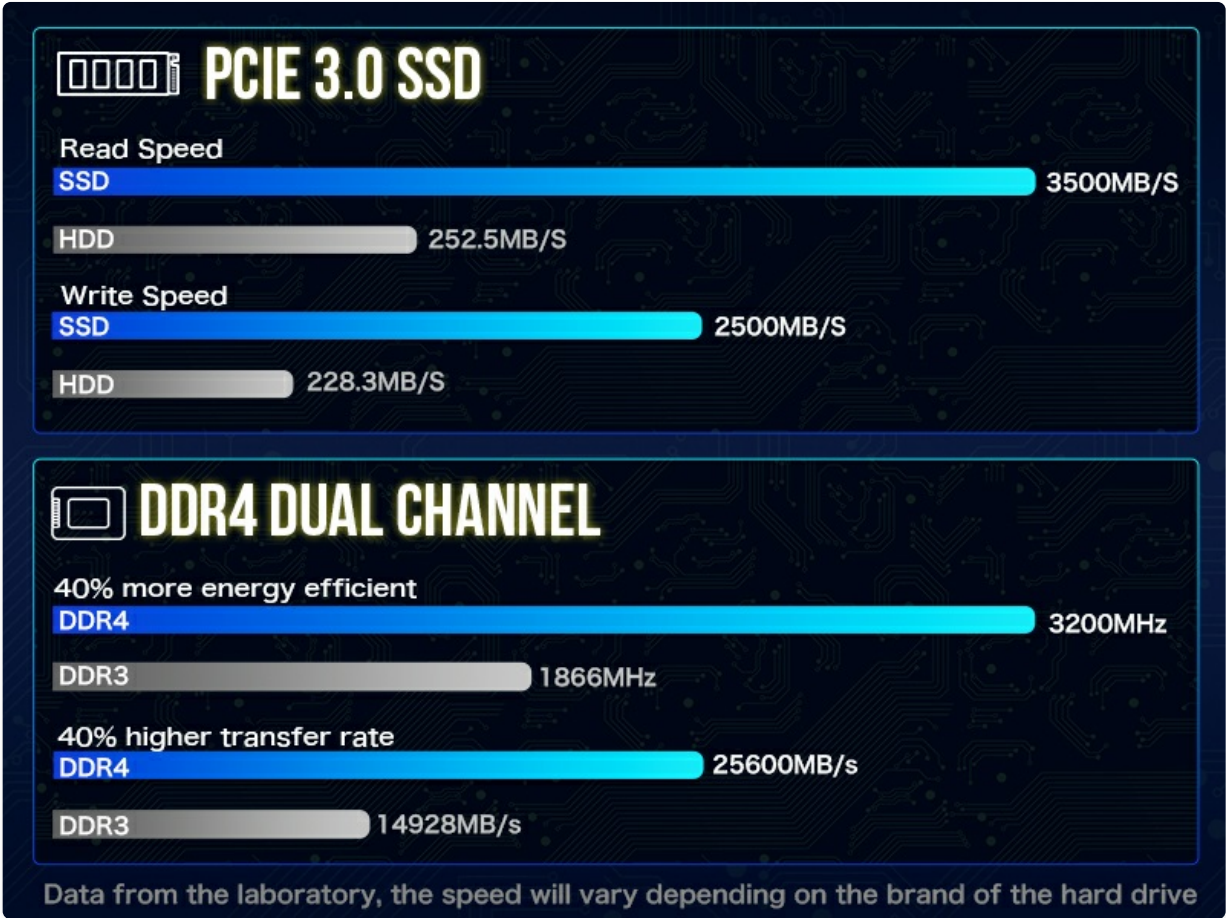 PCIE 3.0 SSD
Read Speed
SSD 3500MB/S
HDD 252.5MB/S
Write Speed
SSD 2500MB/S
HDD 228.3MB/S
DDR4 DUAL CHANNEL
40% more energy efficient
DDR4 3200MHz
DDR3 1866MHz
40% higher transfer rate
DDR4 25600MB/s
DDR3 14928MB/s
Data from the laboratory, the speed will vary depending on the brand of the hard drive